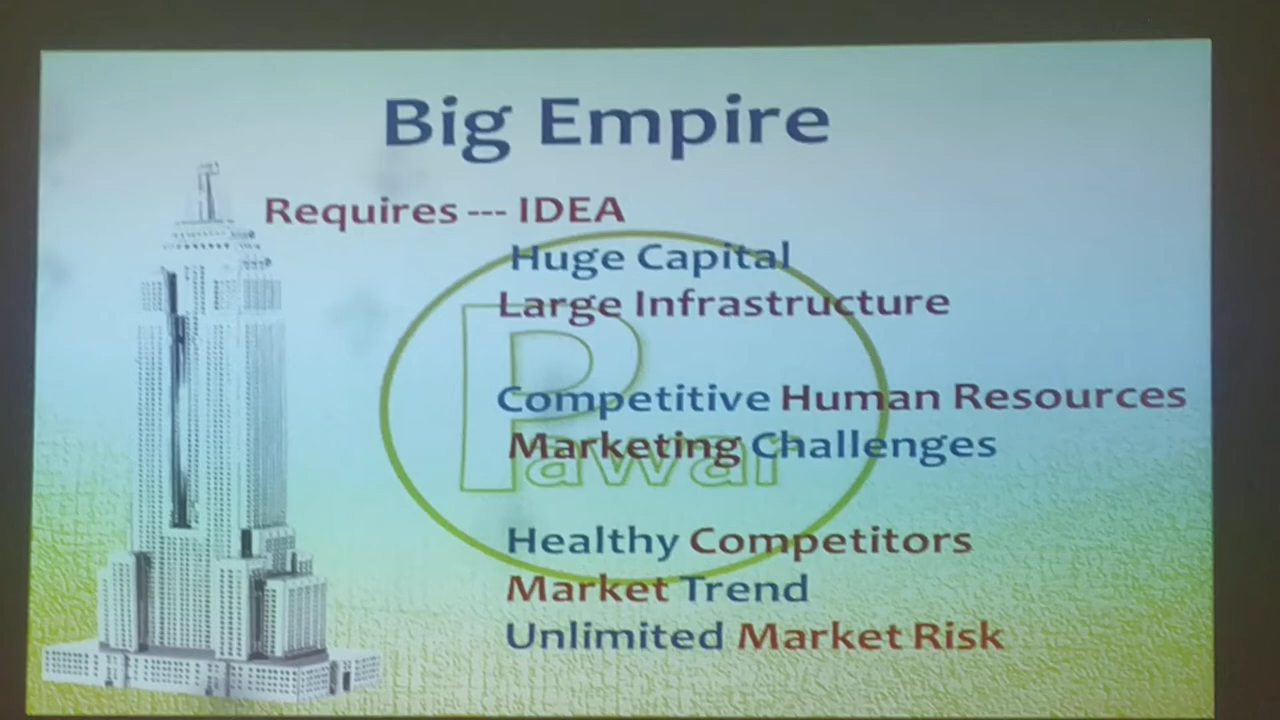 Big Empire
Requires --- IDEA
Huge Capital
Large Infrastructure
Competitive Human Resources
Marketing Challenges
Pawar
Healthy Competitors
Market Trend
Unlimited Market Risk